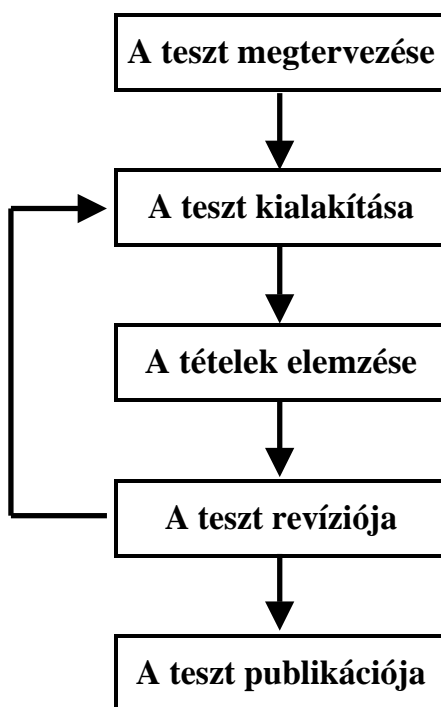 A teszt megtervezése
A teszt kialakítása
A tételek elemzése
A teszt revíziója
A teszt publikációja